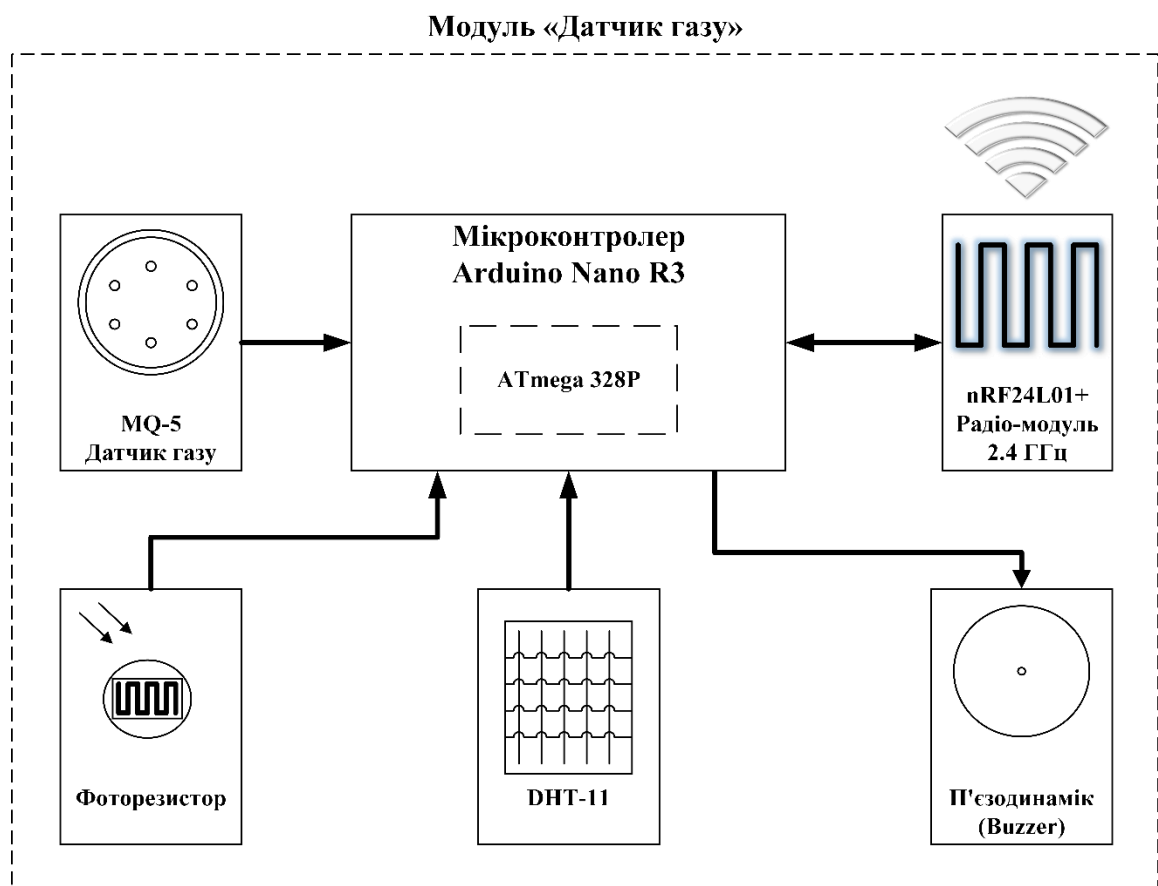 Модуль «Датчик газу»
Мікроконтролер
Arduino Nano R3
ATmega 328P
MQ-5
Датчик газу
nRF24L01+
Радіо-модуль
2.4 ГГц
Фоторезистор
DHT-11
П'єзодинамік
(Buzzer)